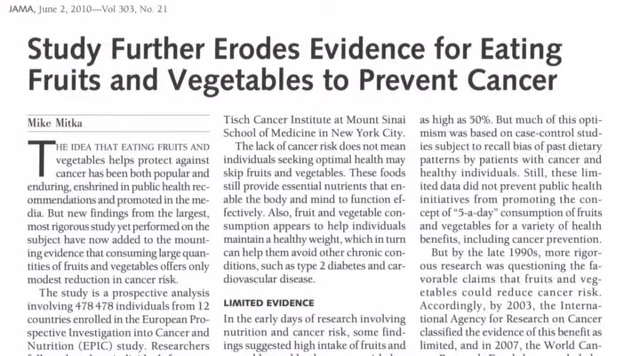 JAMA, June 2, 2010—Vol 303, No. 21
Study Further Erodes Evidence for Eating
Fruits and Vegetables to Prevent Cancer
Mike Mitka
THE IDEA THAT EATING FRUITS AND
vegetables helps protect against
cancer has been both popular and
enduring, enshrined in public health rec-
ommendations and promoted in the me-
dia. But new findings from the largest,
most rigorous study yet performed on the
subject have now added to the mount-
ing evidence that consuming large quan-
tities of fruits and vegetables offers only
modest reduction in cancer risk.
The study is a prospective analysis
involving 478 478 individuals from 12
countries enrolled in the European Pro-
spective Investigation into Cancer and
Nutrition (EPIC) study. Researchers
Tisch Cancer Institute at Mount Sinai
School of Medicine in New York City.
The lack of cancer risk does not mean
individuals seeking optimal health may
skip fruits and vegetables. These foods
still provide essential nutrients that en-
able the body and mind to function ef-
fectively. Also, fruit and vegetable con-
sumption appears to help individuals
maintain a healthy weight, which in turn
can help them avoid other chronic con-
ditions, such as type 2 diabetes and car-
diovascular disease.
LIMITED EVIDENCE
In the early days of research involving
nutrition and cancer risk, some find-
ings suggested high intake of fruits and
as high as 50%. But much of this opti-
mism was based on case-control stud-
ies subject to recall bias of past dietary
patterns by patients with cancer and
healthy individuals. Still, these lim-
ited data did not prevent public health
initiatives from promoting the con-
cept of "5-a-day" consumption of fruits
and vegetables for a variety of health
benefits, including cancer prevention.
But by the late 1990s, more rigor-
ous research was questioning the fa-
vorable claims that fruits and veg-
etables could reduce cancer risk.
Accordingly, by 2003, the Interna-
tional Agency for Research on Cancer
classified the evidence of this benefit as
limited, and in 2007, the World Can-